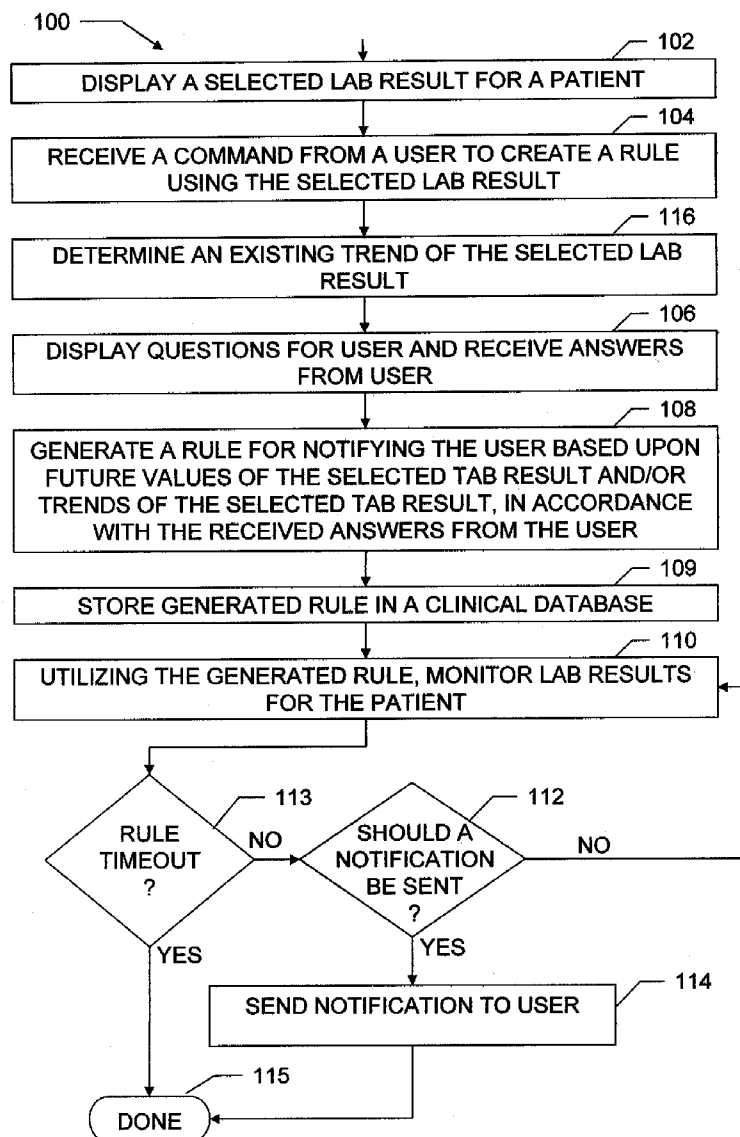 100
102
DISPLAY A SELECTED LAB RESULT FOR A PATIENT
104
RECEIVE A COMMAND FROM A USER TO CREATE A RULE
USING THE SELECTED LAB RESULT
116
DETERMINE AN EXISTING TREND OF THE SELECTED LAB
RESULT
106
DISPLAY QUESTIONS FOR USER AND RECEIVE ANSWERS
FROM USER
108
GENERATE A RULE FOR NOTIFYING THE USER BASED UPON
FUTURE VALUES OF THE SELECTED TAB RESULT AND/OR
TRENDS OF THE SELECTED TAB RESULT, IN ACCORDANCE
WITH THE RECEIVED ANSWERS FROM THE USER
109
STORE GENERATED RULE IN A CLINICAL DATABASE
110
UTILIZING THE GENERATED RULE, MONITOR LAB RESULTS
FOR THE PATIENT
113
RULE
TIMEOUT
?
NO
YES
112
SHOULD A
NOTIFICATION
BE SENT
?
NO
YES
114
SEND NOTIFICATION TO USER
115
DONE